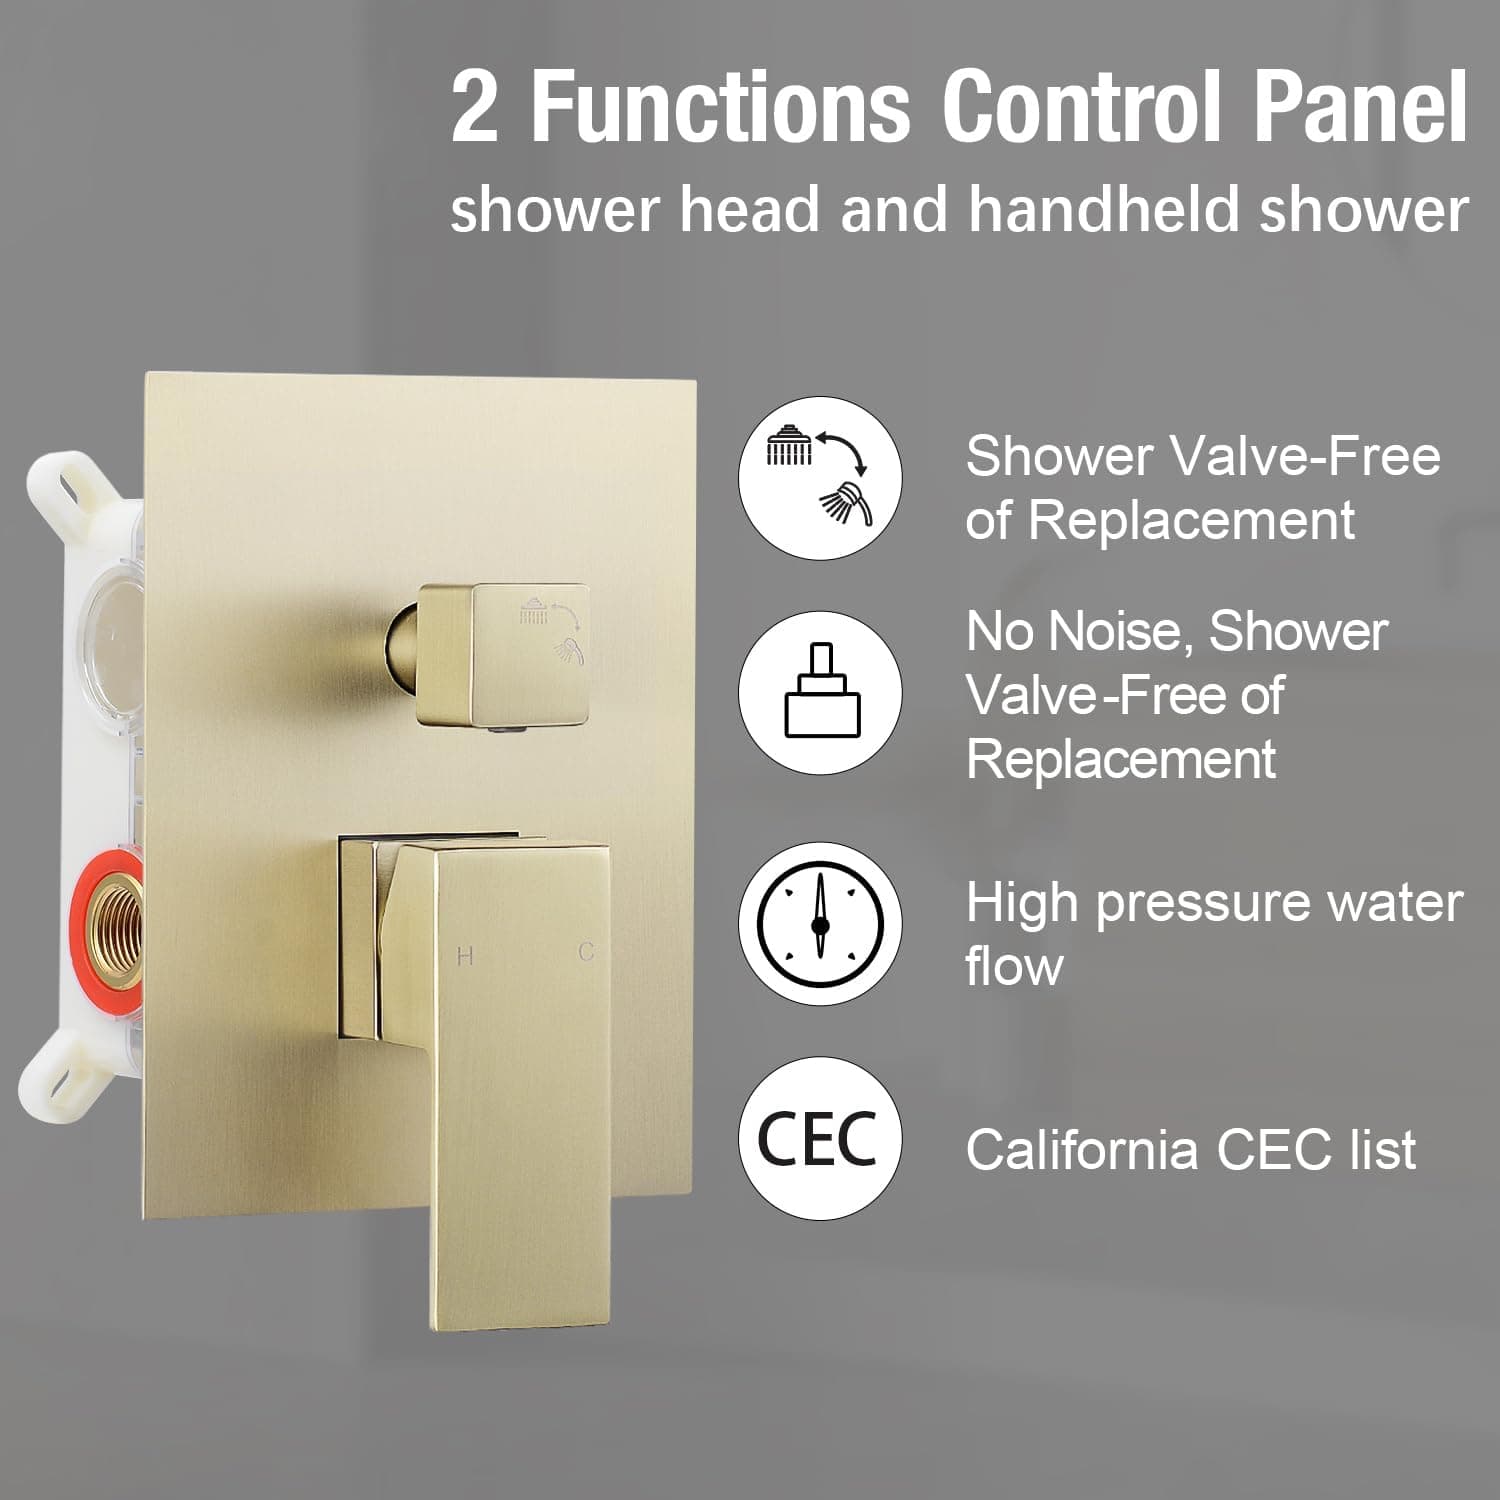 2 Functions Control Panel
shower head and handheld shower
Shower Valve-Free
of Replacement
No Noise, Shower
Valve-Free of
Replacement
H C
High pressure water
flow
CEC
California CEC list